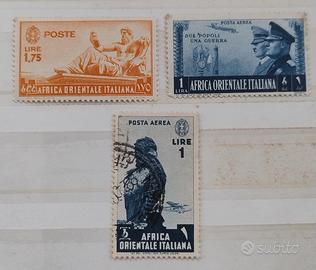 POSTE
LIRE
1,75
AFRICA ORIENTALE ITALIANA
POSTA AEREA
DUE POPOLI
UNA GUERRA
1
LIRA
AFRICA ORIENTALE ITALIANA
POSTA AEREA
LIRE
1
AFRICA
ORIENTALE ITALIANA
subito